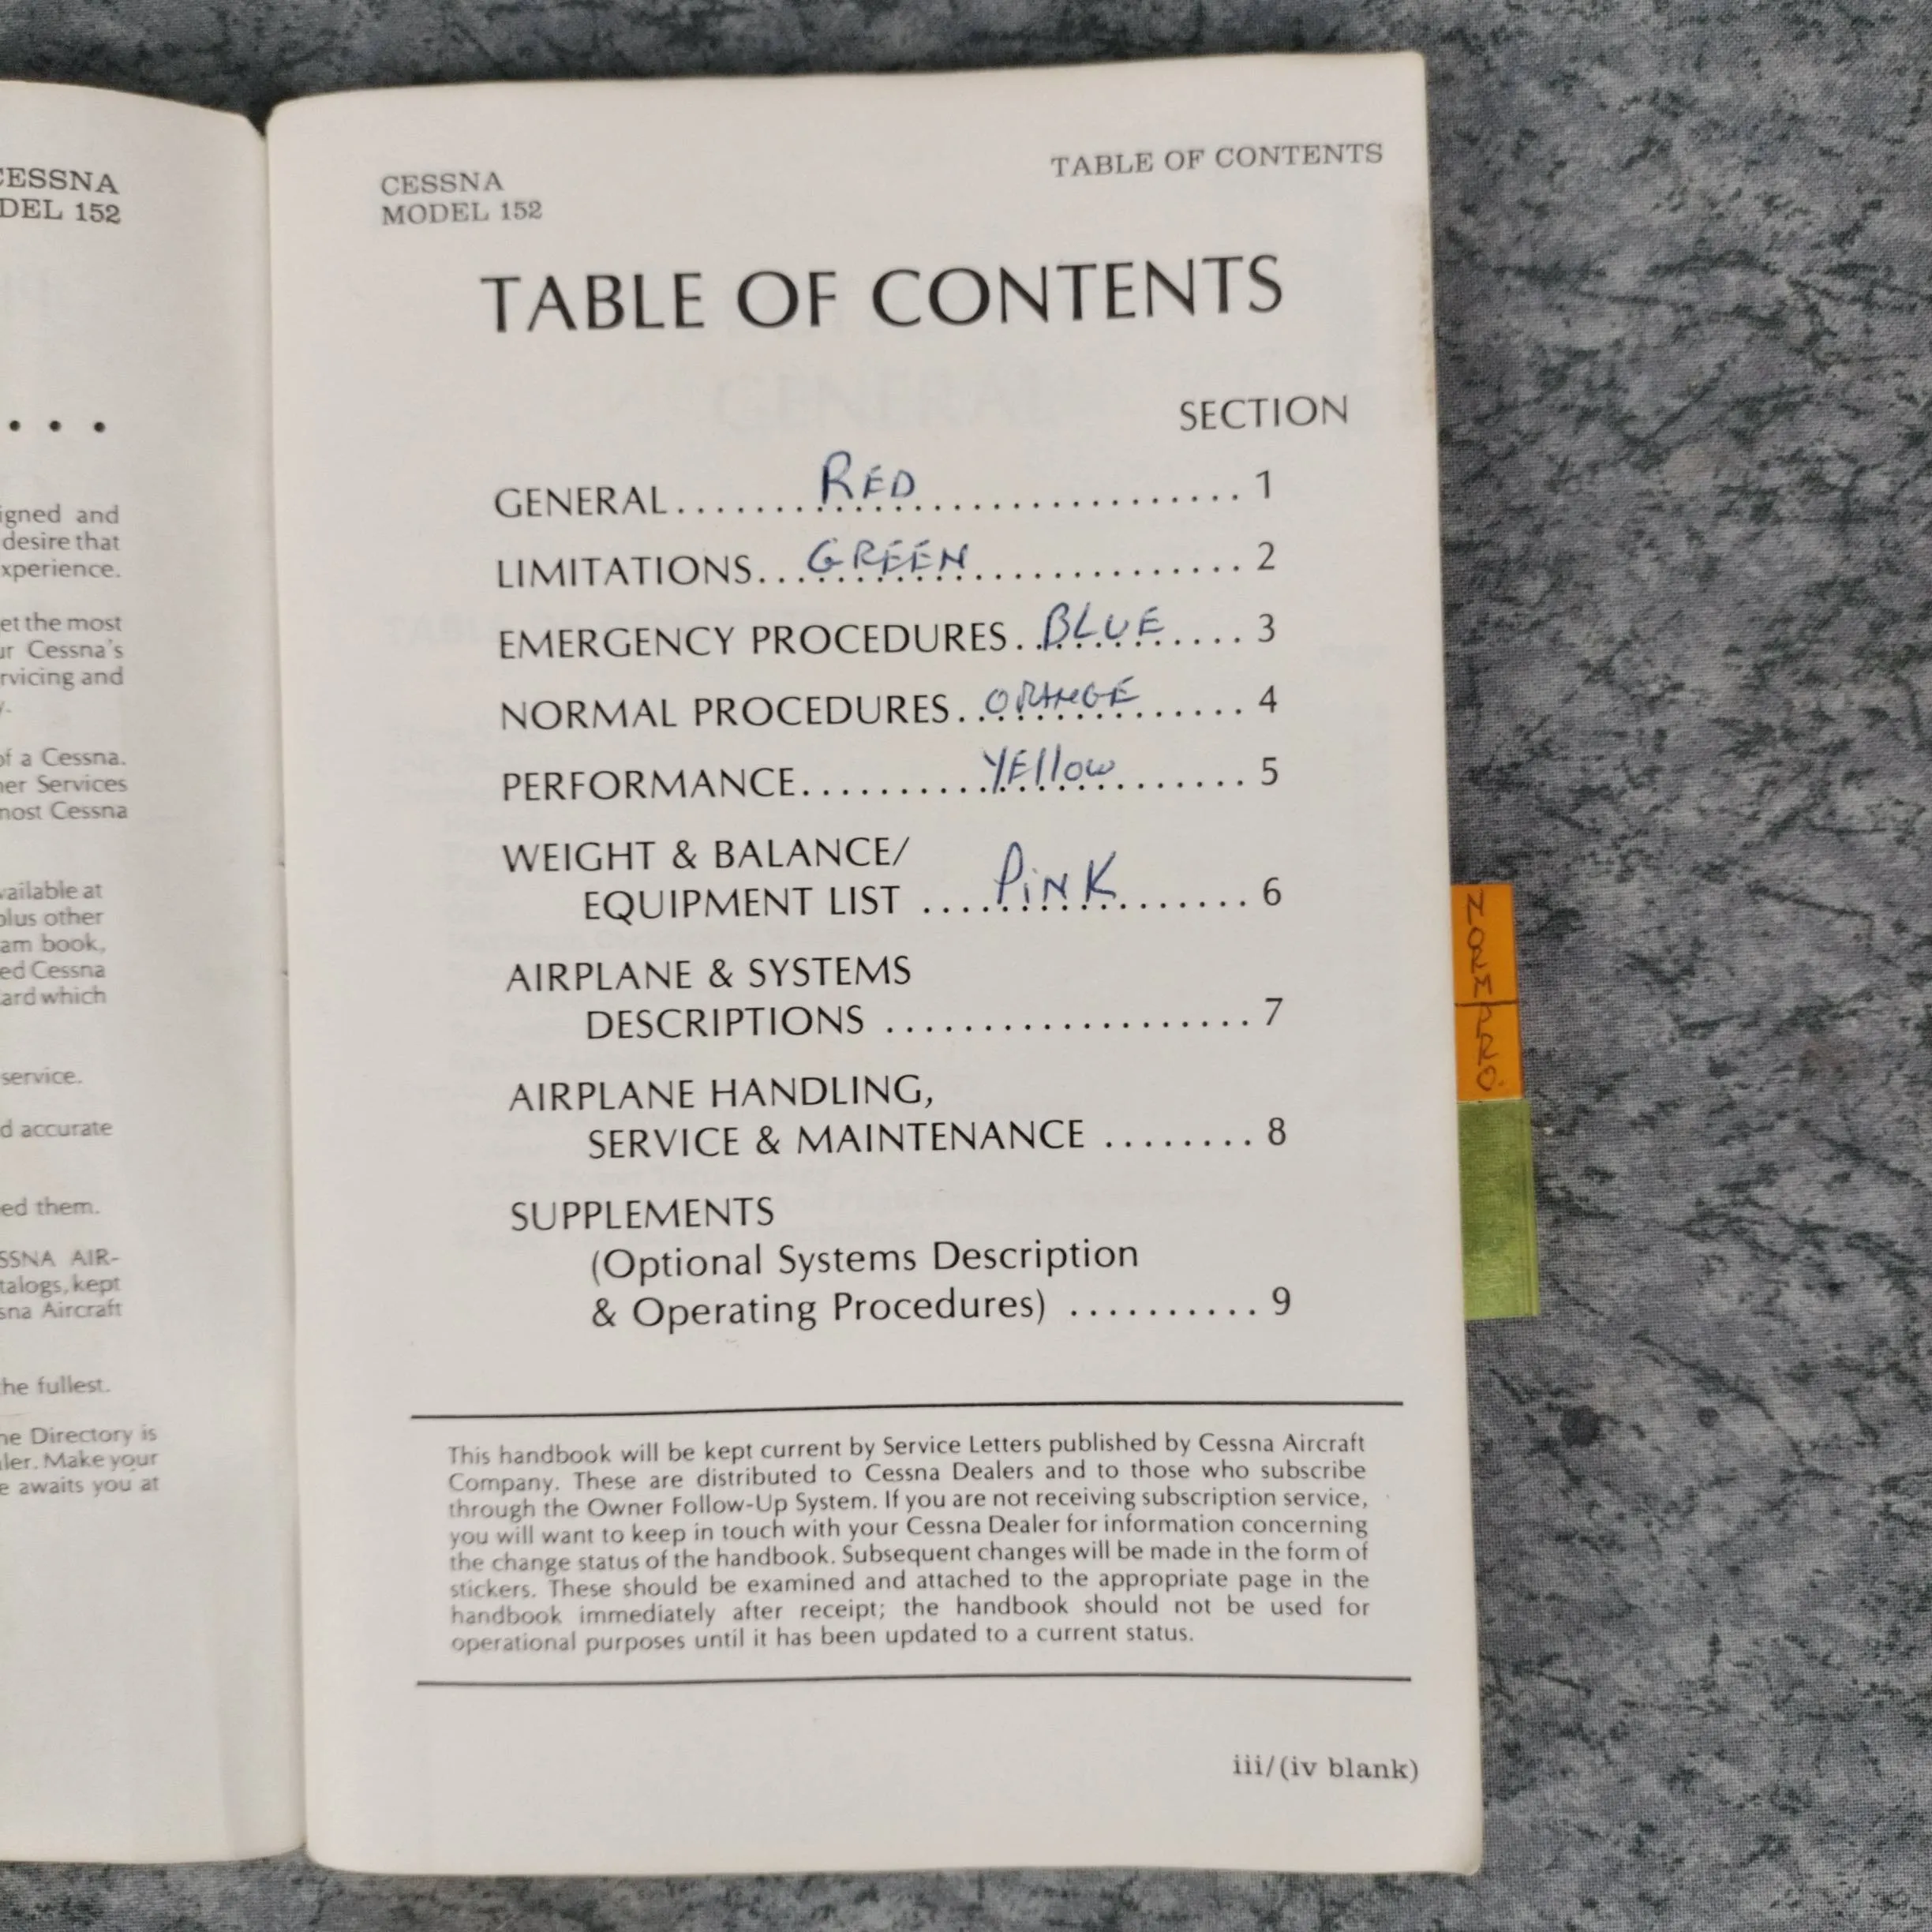 CESSNA
DEL 152
. . .
igned and
desire that
xperience.
et the most
ur Cessna's
rvicing and
y.
of a Cessna.
ner Services
most Cessna
vailable at
plus other
am book,
ed Cessna
ard which
service.
d accurate
ed them.
SSNA AIR-
talogs, kept
sna Aircraft
the fullest.
ne Directory is
ler. Make your
e awaits you at
CESSNA
MODEL 152
TABLE OF CONTENTS
TABLE OF CONTENTS
SECTION
GENERAL....... RED ................ 1
LIMITATIONS... GREEN ............... 2
EMERGENCY PROCEDURES.. BLUE .... 3
NORMAL PROCEDURES.. ORANGE ...... 4
PERFORMANCE.......... YEllow ....... 5
WEIGHT & BALANCE/
EQUIPMENT LIST .... PiNK ....... 6
AIRPLANE & SYSTEMS
DESCRIPTIONS ................... 7
AIRPLANE HANDLING,
SERVICE & MAINTENANCE ........ 8
SUPPLEMENTS
(Optional Systems Description
& Operating Procedures) .......... 9
NORM PRO.
This handbook will be kept current by Service Letters published by Cessna Aircraft
Company. These are distributed to Cessna Dealers and to those who subscribe
through the Owner Follow-Up System. If you are not receiving subscription service,
you will want to keep in touch with your Cessna Dealer for information concerning
the change status of the handbook. Subsequent changes will be made in the form of
stickers. These should be examined and attached to the appropriate page in the
handbook immediately after receipt; the handbook should not be used for
operational purposes until it has been updated to a current status.
iii/(iv blank)